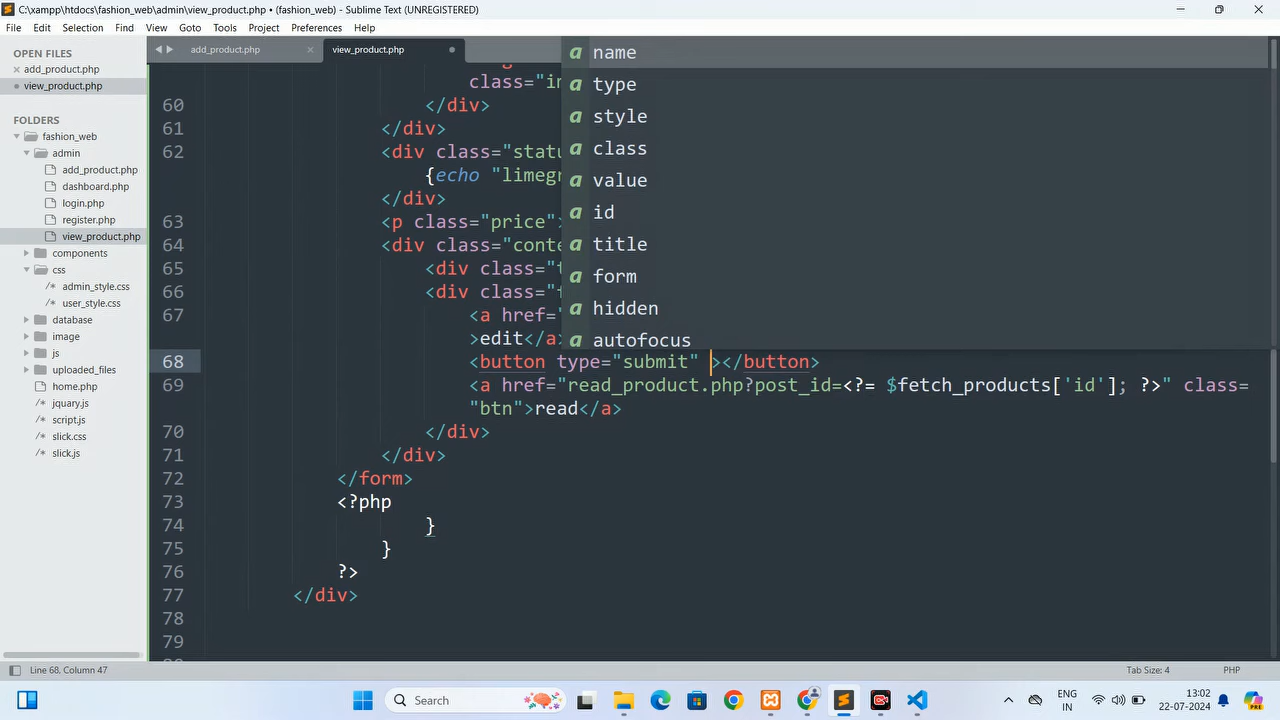 C:\xampp\htdocs\fashion_web\admin\view_product.php • (fashion_web) - Sublime Text (UNREGISTERED)
File Edit Selection Find View Goto Tools Project Preferences Help
OPEN FILES
add_product.php
view_product.php
FOLDERS
fashion_web
admin
add_product.php
dashboard.php
login.php
register.php
view_product.php
components
css
admin_style.css
user_style.css
database
image
js
uploaded_files
home.php
jquary.js
script.js
slick.css
slick.js
add_product.php
view_product.php
class="in
60 </div>
61 </div>
62 <div class="statu
{echo "limegr
</div>
63 <p class="price">
64 <div class="conte
65 <div class="t
66 <div class="f
67 <a href="
>edit</a>
68 <button type="submit" ></button>
69 <a href="read_product.php?post_id=<?= $fetch_products['id']; ?>" class=
"btn">read</a>
70 </div>
71 </div>
72 </form>
73 <?php
74 }
75 }
76 ?>
77 </div>
78
79
a name
a type
a style
a class
a value
a id
a title
a form
a hidden
a autofocus
Line 68, Column 47
Tab Size: 4
PHP
Search
ENG
IN
13:02
22-07-2024